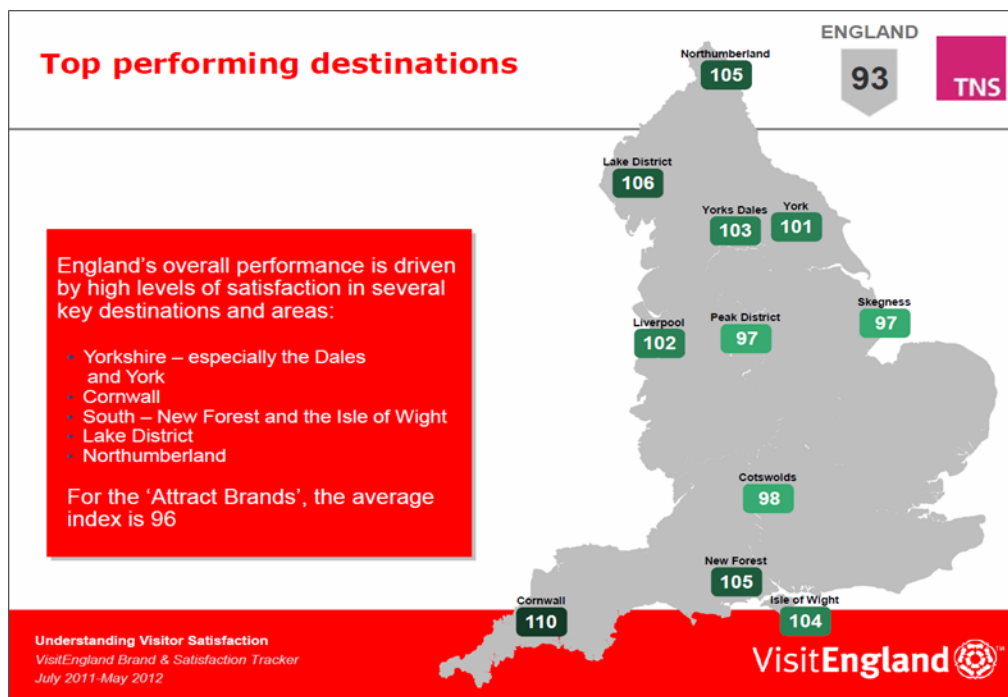 Top performing destinations
ENGLAND
93
TNS
Northumberland
105
Lake District
106
Yorks Dales
103
York
101
England's overall performance is driven
by high levels of satisfaction in several
key destinations and areas:
• Yorkshire – especially the Dales
and York
• Cornwall
• South – New Forest and the Isle of Wight
• Lake District
• Northumberland
For the 'Attract Brands', the average
index is 96
Liverpool
102
Peak District
97
Skegness
97
Cotswolds
98
New Forest
105
Isle of Wight
104
Cornwall
110
Understanding Visitor Satisfaction
VisitEngland Brand & Satisfaction Tracker
July 2011-May 2012
VisitEngland™